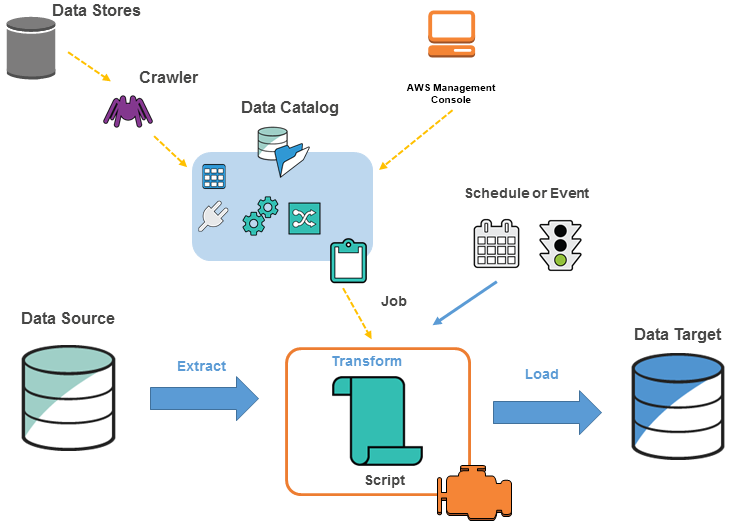 Data Stores
Crawler
Data Catalog
AWS Management
Console
Schedule or Event
Job
Data Source
Extract
Transform
Script
Load
Data Target